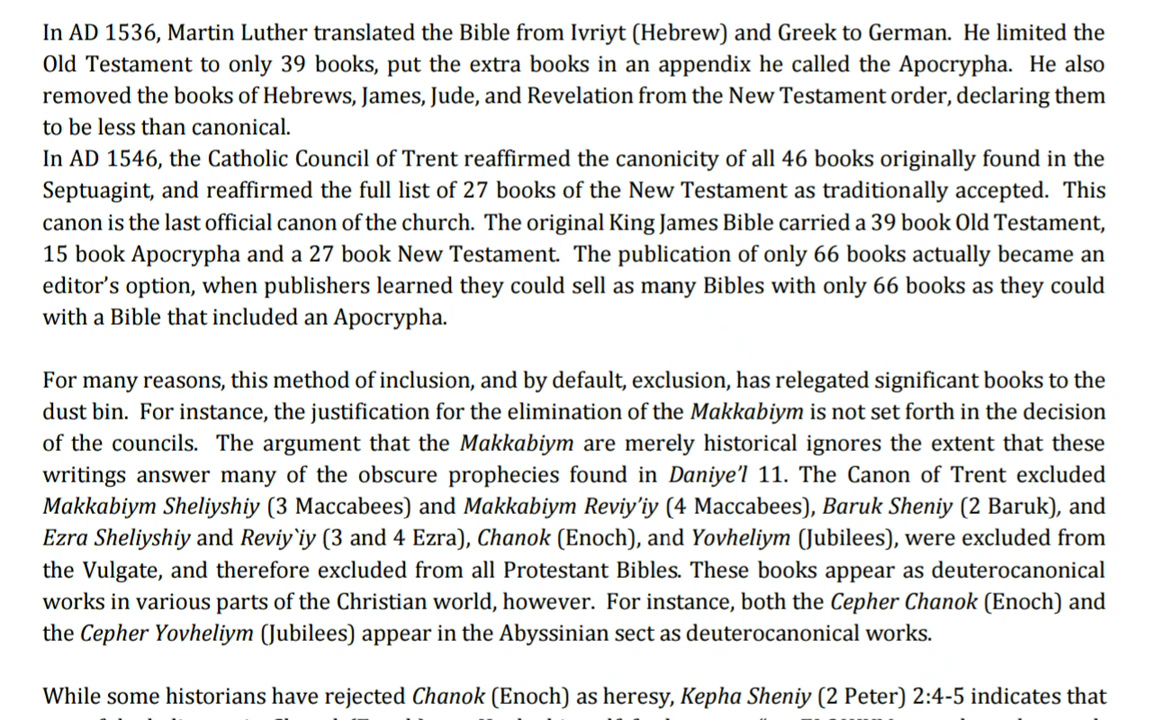 In AD 1536, Martin Luther translated the Bible from Ivriyt (Hebrew) and Greek to German.  He limited the
Old Testament to only 39 books, put the extra books in an appendix he called the Apocrypha.  He also
removed the books of Hebrews, James, Jude, and Revelation from the New Testament order, declaring them
to be less than canonical.
In AD 1546, the Catholic Council of Trent reaffirmed the canonicity of all 46 books originally found in the
Septuagint, and reaffirmed the full list of 27 books of the New Testament as traditionally accepted.  This
canon is the last official canon of the church.  The original King James Bible carried a 39 book Old Testament,
15 book Apocrypha and a 27 book New Testament.  The publication of only 66 books actually became an
editor's option, when publishers learned they could sell as many Bibles with only 66 books as they could
with a Bible that included an Apocrypha.
For many reasons, this method of inclusion, and by default, exclusion, has relegated significant books to the
dust bin.  For instance, the justification for the elimination of the Makkabiym is not set forth in the decision
of the councils.  The argument that the Makkabiym are merely historical ignores the extent that these
writings answer many of the obscure prophecies found in Daniye'l 11. The Canon of Trent excluded
Makkabiym Sheliyshiy (3 Maccabees) and Makkabiym Reviy'iy (4 Maccabees), Baruk Sheniy (2 Baruk), and
Ezra Sheliyshiy and Reviy`iy (3 and 4 Ezra), Chanok (Enoch), and Yovheliym (Jubilees), were excluded from
the Vulgate, and therefore excluded from all Protestant Bibles. These books appear as deuterocanonical
works in various parts of the Christian world, however.  For instance, both the Cepher Chanok (Enoch) and
the Cepher Yovheliym (Jubilees) appear in the Abyssinian sect as deuterocanonical works.
While some historians have rejected Chanok (Enoch) as heresy, Kepha Sheniy (2 Peter) 2:4-5 indicates that